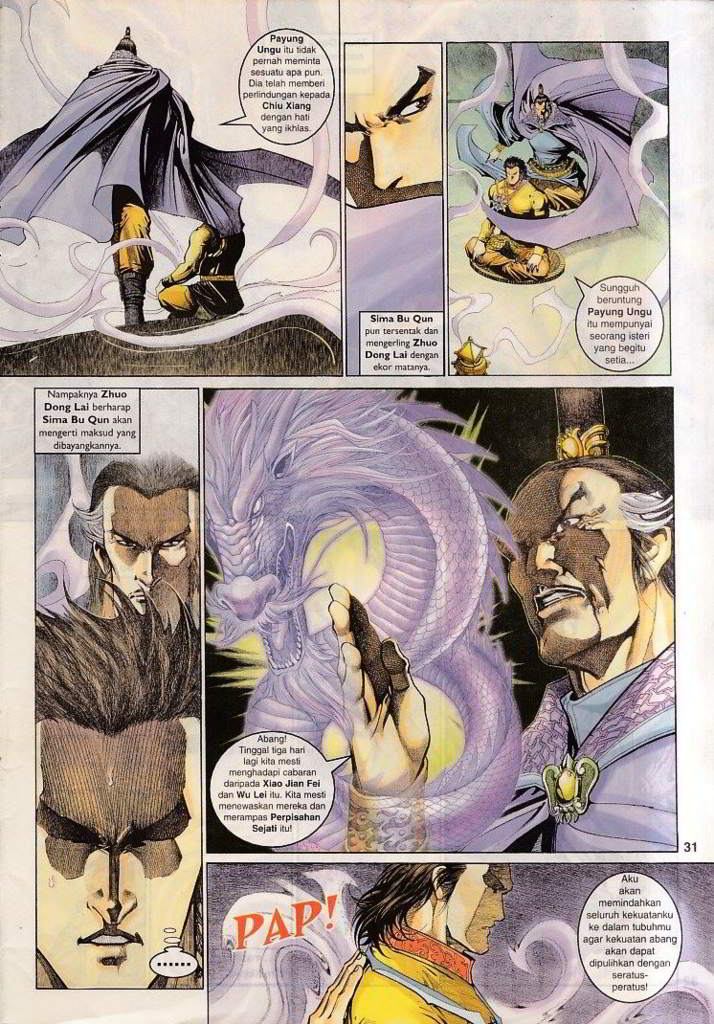 Payung
Ungu itu tidak
pernah meminta
sesuatu apa pun.
Dia telah memberi
perlindungan kepada
Chiu Xiang
dengan hati
yang ikhlas.
Sima Bu Qun
pun tersentak dan
mengerling Zhuo
Dong Lai dengan
ekor matanya.
Sungguh
beruntung
Payung Ungu
itu mempunyai
seorang isteri
yang begitu
setia...
Nampaknya Zhuo
Dong Lai berharap
Sima Bu Qun akan
mengerti maksud yang
dibayangkannya.
......
Abang!
Tinggal tiga hari
lagi kita mesti
menghadapi cabaran
daripada Xiao Jian Fei
dan Wu Lei itu. Kita mesti
menewaskan mereka dan
merampas Perpisahan
Sejati itu!
31
PAP!
Aku
akan
memindahkan
seluruh kekuatanku
ke dalam tubuhmu
agar kekuatan abang
akan dapat
dipulihkan dengan
seratus-
peratus!